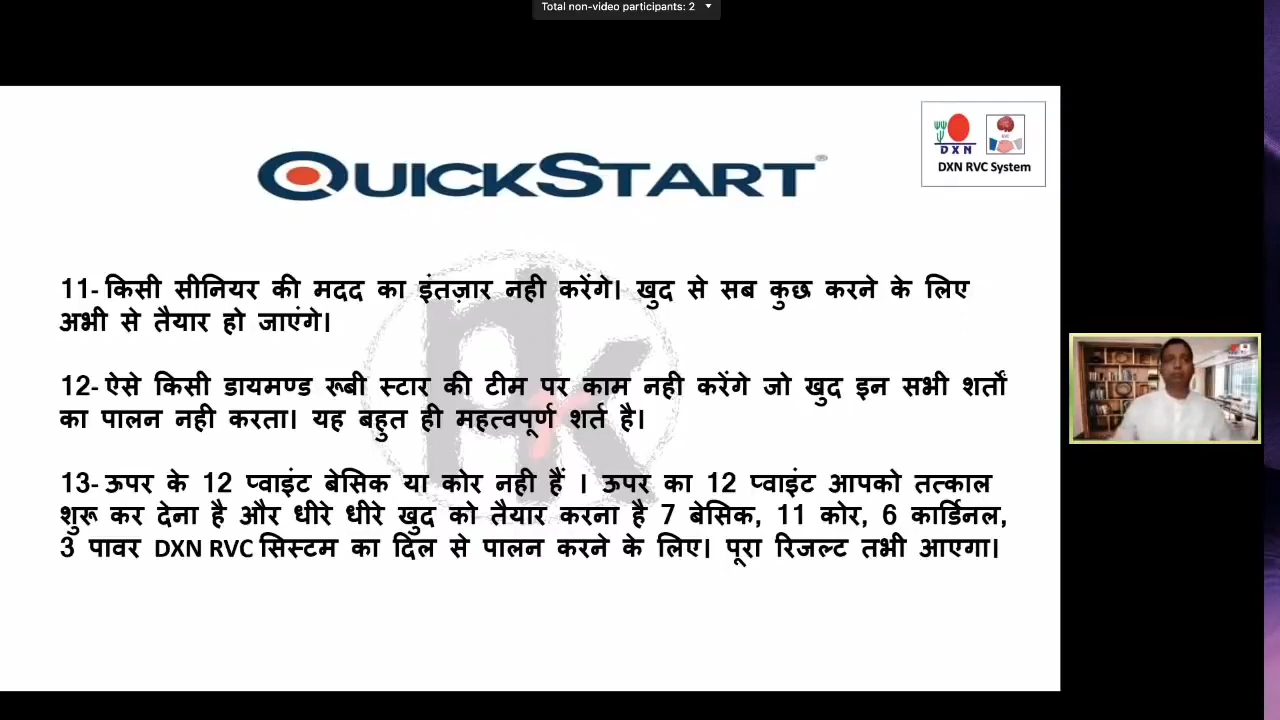 Total non-video participants: 2
QUICKSTART®
DXN
DXN RVC System
11- किसी सीनियर की मदद का इंतज़ार नही करेंगे। खुद से सब कुछ करने के लिए
अभी से तैयार हो जाएंगे।
12- ऐसे किसी डायमण्ड रूबी स्टार की टीम पर काम नही करेंगे जो खुद इन सभी शर्तों
का पालन नही करता। यह बहुत ही महत्वपूर्ण शर्त है।
13- ऊपर के 12 प्वाइंट बेसिक या कोर नही हैं । ऊपर का 12 प्वाइंट आपको तत्काल
शुरू कर देना है और धीरे धीरे खुद को तैयार करना है 7 बेसिक, 11 कोर, 6 कार्डिनल,
3 पावर DXN RVC सिस्टम का दिल से पालन करने के लिए। पूरा रिजल्ट तभी आएगा।